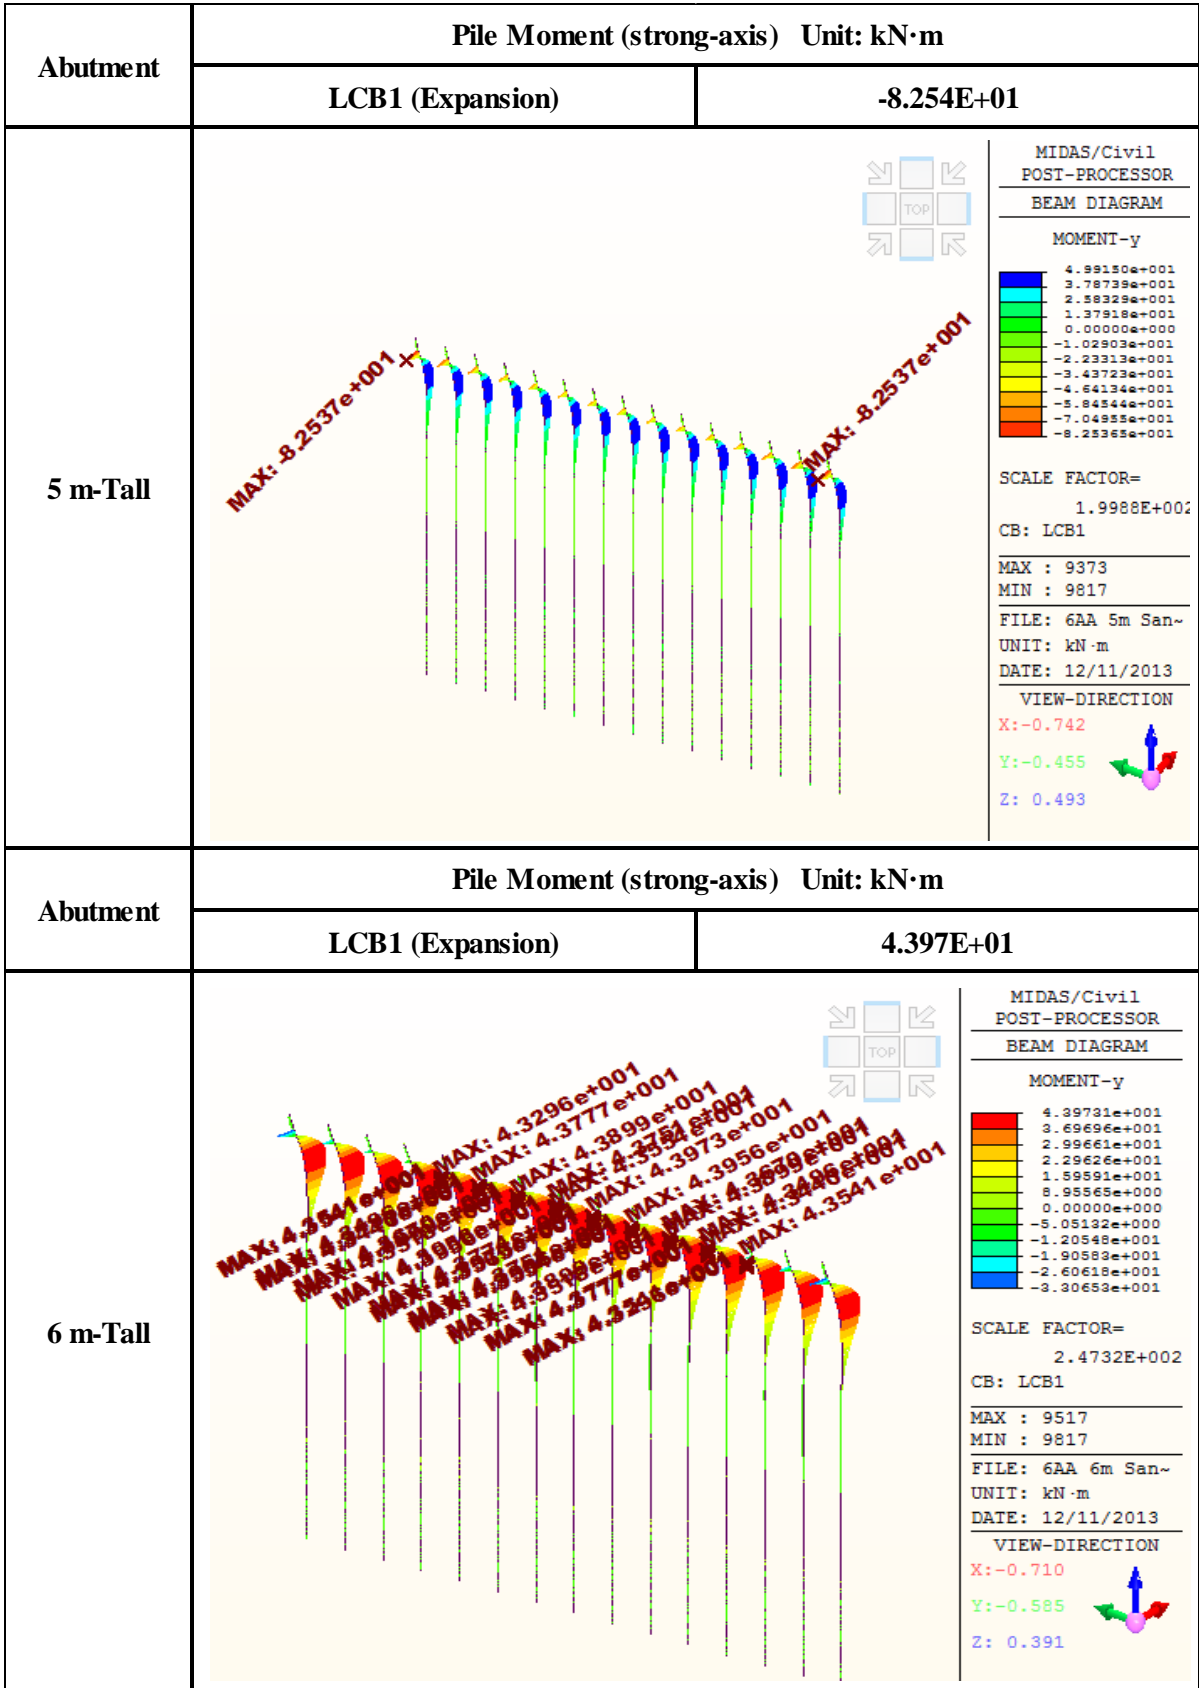 Abutment
Pile Moment (strong-axis) Unit: kN·m
LCB1 (Expansion)
-8.254E+01
5 m-Tall
MAX: -8.2537e+001
MAX: -8.2537e+001
TOP
MIDAS/Civil
POST-PROCESSOR
BEAM DIAGRAM
MOMENT-y
4.99150e+001
3.78739e+001
2.58329e+001
1.37918e+001
0.00000e+000
-1.02903e+001
-2.23313e+001
-3.43723e+001
-4.64134e+001
-5.84544e+001
-7.04955e+001
-8.25365e+001
SCALE FACTOR=
1.9988E+002
CB: LCB1
MAX : 9373
MIN : 9817
FILE: 6AA 5m San~
UNIT: kN·m
DATE: 12/11/2013
VIEW-DIRECTION
X:-0.742
Y:-0.455
Z: 0.493
Abutment
Pile Moment (strong-axis) Unit: kN·m
LCB1 (Expansion)
4.397E+01
6 m-Tall
MAX: 4.3296e+001
MAX: 4.3777e+001
MAX: 4.3899e+001
MAX: 4.3973e+001
MAX: 4.3956e+001
MAX: 4.3541e+001
MAX: 4.3541e+001
MAX: 4.3777e+001
TOP
MIDAS/Civil
POST-PROCESSOR
BEAM DIAGRAM
MOMENT-y
4.39731e+001
3.69696e+001
2.99661e+001
2.29626e+001
1.59591e+001
8.95565e+000
0.00000e+000
-5.05132e+000
-1.20548e+001
-1.90583e+001
-2.60618e+001
-3.30653e+001
SCALE FACTOR=
2.4732E+002
CB: LCB1
MAX : 9517
MIN : 9817
FILE: 6AA 6m San~
UNIT: kN·m
DATE: 12/11/2013
VIEW-DIRECTION
X:-0.710
Y:-0.585
Z: 0.391